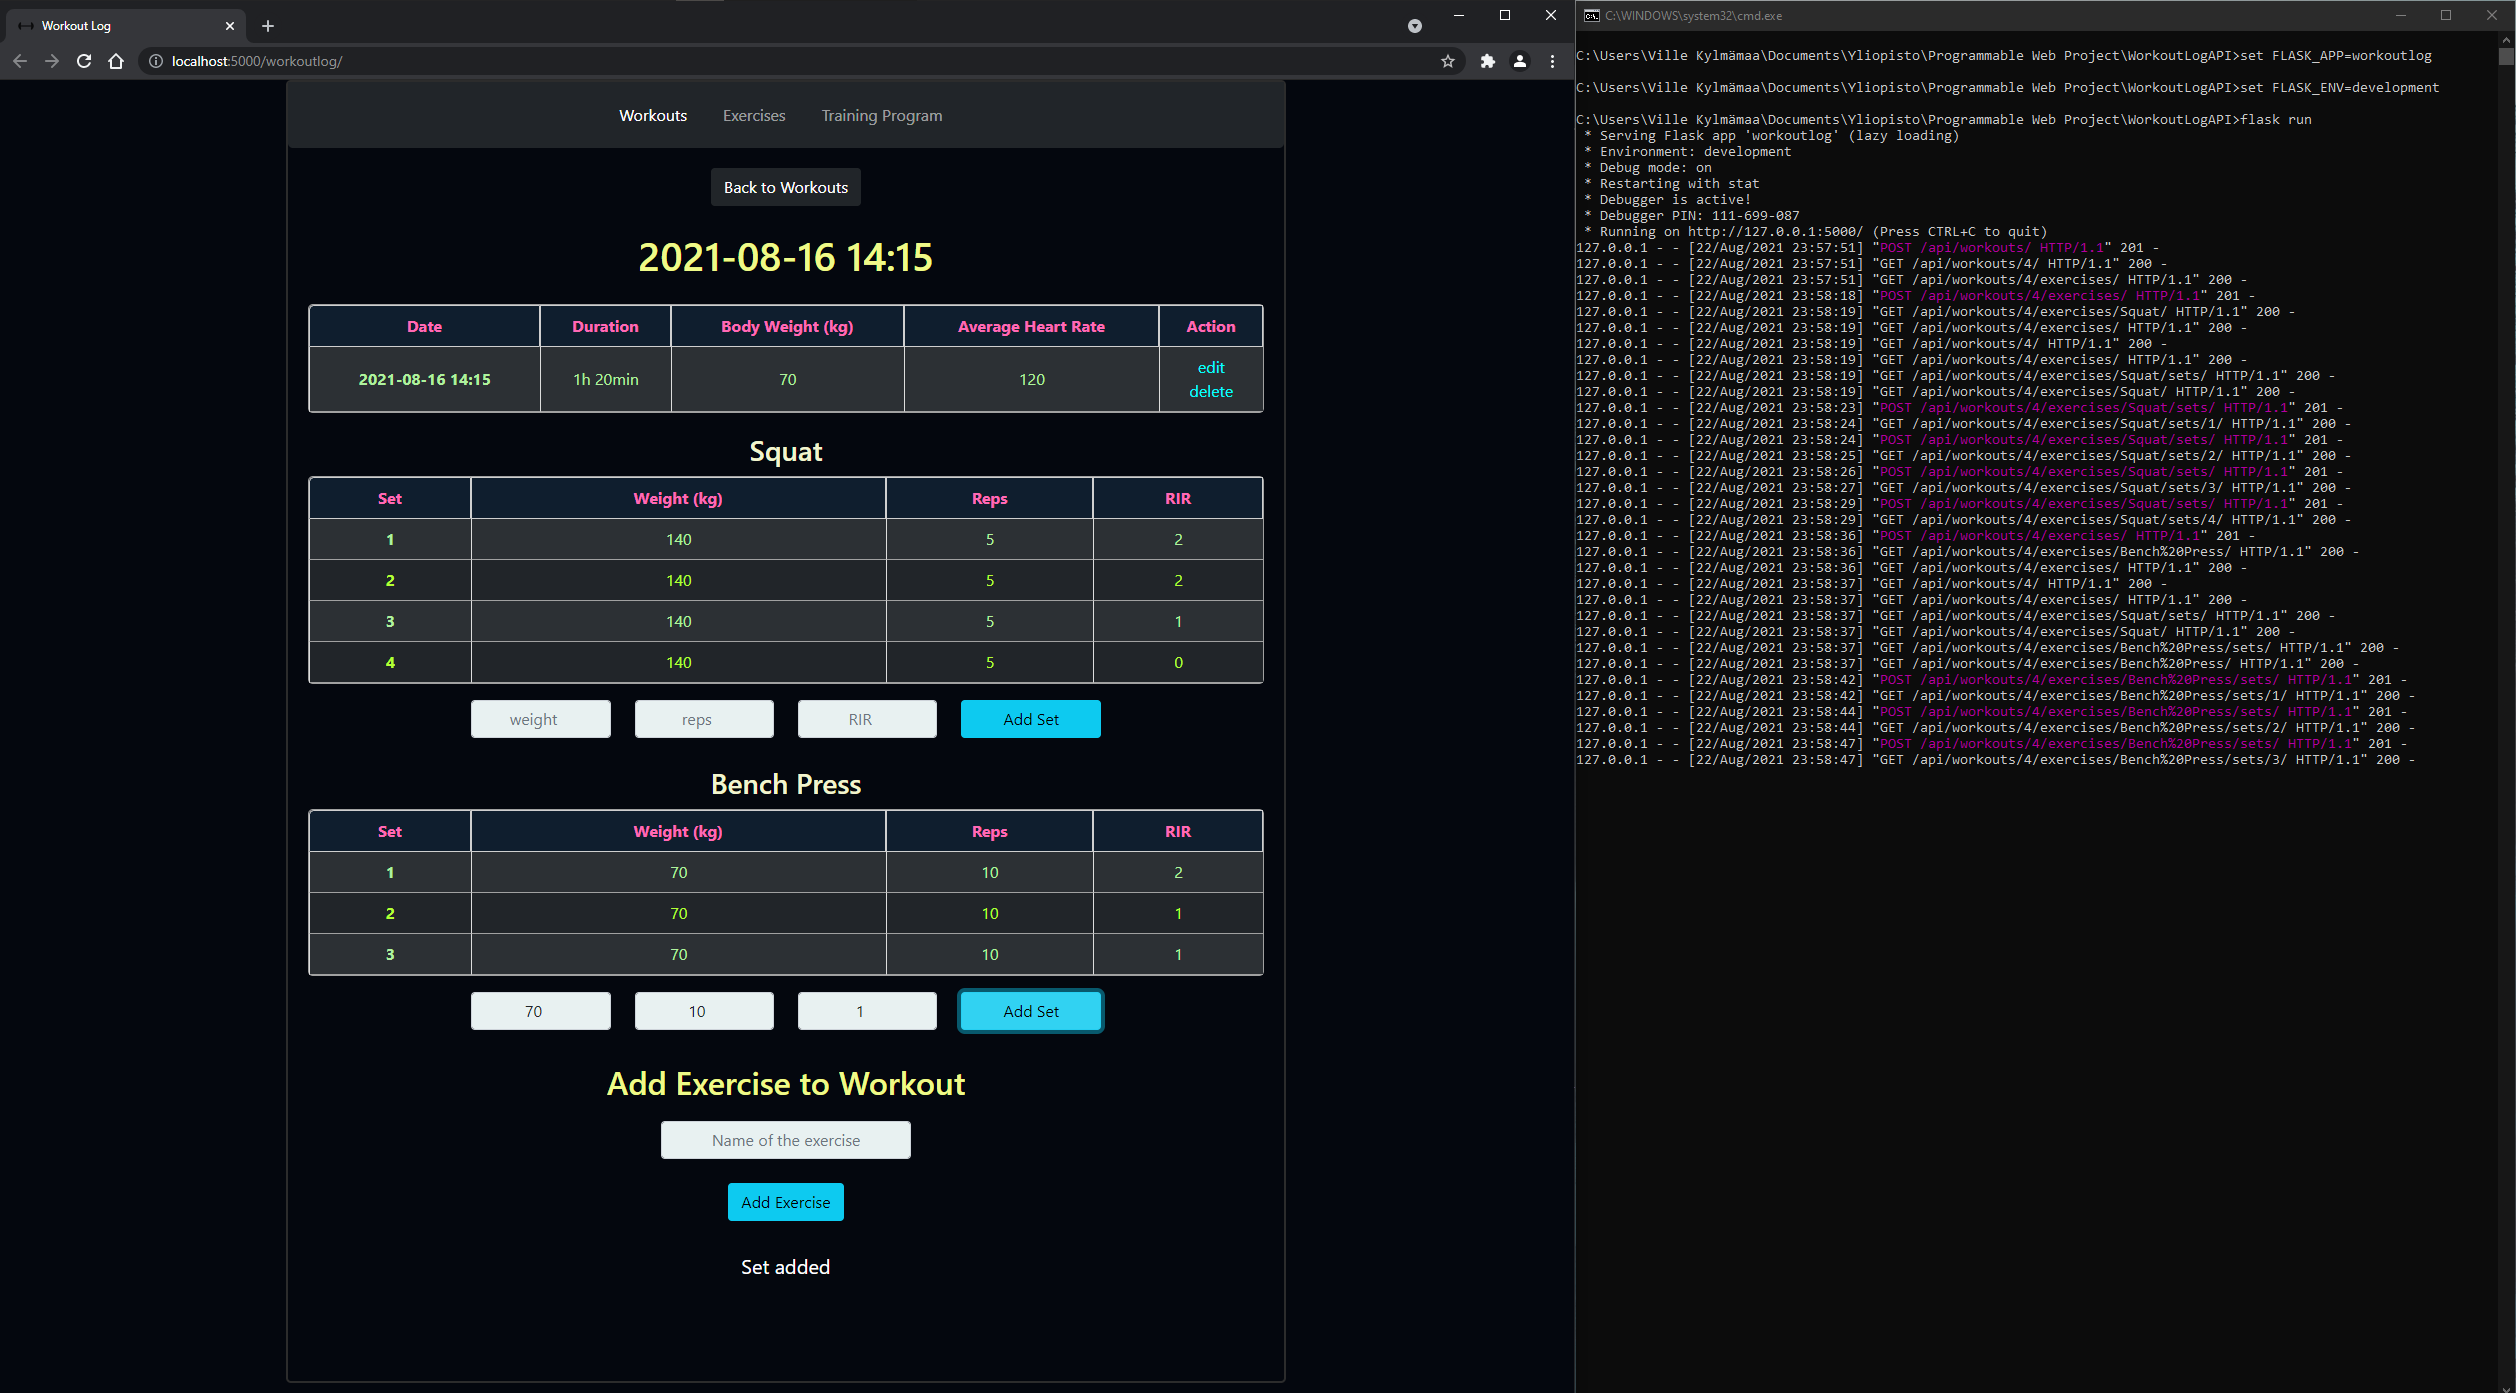 Workout Log
localhost:5000/workoutlog/
Workouts Exercises Training Program
Back to Workouts
2021-08-16 14:15
Date Duration Body Weight (kg) Average Heart Rate Action
2021-08-16 14:15 1h 20min 70 120 edit
delete
Squat
Set Weight (kg) Reps RIR
1 140 5 2
2 140 5 2
3 140 5 1
4 140 5 0
weight reps RIR Add Set
Bench Press
Set Weight (kg) Reps RIR
1 70 10 2
2 70 10 1
3 70 10 1
70 10 1 Add Set
Add Exercise to Workout
Name of the exercise
Add Exercise
Set added
C:\WINDOWS\system32\cmd.exe
C:\Users\Ville Kylmämaa\Documents\Yliopisto\Programmable Web Project\WorkoutLogAPI>set FLASK_APP=workoutlog
C:\Users\Ville Kylmämaa\Documents\Yliopisto\Programmable Web Project\WorkoutLogAPI>set FLASK_ENV=development
C:\Users\Ville Kylmämaa\Documents\Yliopisto\Programmable Web Project\WorkoutLogAPI>flask run
* Serving Flask app 'workoutlog' (lazy loading)
* Environment: development
* Debug mode: on
* Restarting with stat
* Debugger is active!
* Debugger PIN: 111-699-087
* Running on http://127.0.0.1:5000/ (Press CTRL+C to quit)
127.0.0.1 - - [22/Aug/2021 23:57:51] "POST /api/workouts/ HTTP/1.1" 201 -
127.0.0.1 - - [22/Aug/2021 23:57:51] "GET /api/workouts/4/ HTTP/1.1" 200 -
127.0.0.1 - - [22/Aug/2021 23:57:51] "GET /api/workouts/4/exercises/ HTTP/1.1" 200 -
127.0.0.1 - - [22/Aug/2021 23:58:18] "POST /api/workouts/4/exercises/ HTTP/1.1" 201 -
127.0.0.1 - - [22/Aug/2021 23:58:19] "GET /api/workouts/4/exercises/Squat/ HTTP/1.1" 200 -
127.0.0.1 - - [22/Aug/2021 23:58:19] "GET /api/workouts/4/exercises/ HTTP/1.1" 200 -
127.0.0.1 - - [22/Aug/2021 23:58:19] "GET /api/workouts/4/ HTTP/1.1" 200 -
127.0.0.1 - - [22/Aug/2021 23:58:19] "GET /api/workouts/4/exercises/ HTTP/1.1" 200 -
127.0.0.1 - - [22/Aug/2021 23:58:19] "GET /api/workouts/4/exercises/Squat/sets/ HTTP/1.1" 200 -
127.0.0.1 - - [22/Aug/2021 23:58:19] "GET /api/workouts/4/exercises/Squat/ HTTP/1.1" 200 -
127.0.0.1 - - [22/Aug/2021 23:58:23] "POST /api/workouts/4/exercises/Squat/sets/ HTTP/1.1" 201 -
127.0.0.1 - - [22/Aug/2021 23:58:24] "GET /api/workouts/4/exercises/Squat/sets/1/ HTTP/1.1" 200 -
127.0.0.1 - - [22/Aug/2021 23:58:24] "POST /api/workouts/4/exercises/Squat/sets/ HTTP/1.1" 201 -
127.0.0.1 - - [22/Aug/2021 23:58:25] "GET /api/workouts/4/exercises/Squat/sets/2/ HTTP/1.1" 200 -
127.0.0.1 - - [22/Aug/2021 23:58:26] "POST /api/workouts/4/exercises/Squat/sets/ HTTP/1.1" 201 -
127.0.0.1 - - [22/Aug/2021 23:58:27] "GET /api/workouts/4/exercises/Squat/sets/3/ HTTP/1.1" 200 -
127.0.0.1 - - [22/Aug/2021 23:58:29] "POST /api/workouts/4/exercises/Squat/sets/ HTTP/1.1" 201 -
127.0.0.1 - - [22/Aug/2021 23:58:29] "GET /api/workouts/4/exercises/Squat/sets/4/ HTTP/1.1" 200 -
127.0.0.1 - - [22/Aug/2021 23:58:36] "POST /api/workouts/4/exercises/ HTTP/1.1" 201 -
127.0.0.1 - - [22/Aug/2021 23:58:36] "GET /api/workouts/4/exercises/Bench%20Press/ HTTP/1.1" 200 -
127.0.0.1 - - [22/Aug/2021 23:58:36] "GET /api/workouts/4/exercises/ HTTP/1.1" 200 -
127.0.0.1 - - [22/Aug/2021 23:58:37] "GET /api/workouts/4/ HTTP/1.1" 200 -
127.0.0.1 - - [22/Aug/2021 23:58:37] "GET /api/workouts/4/exercises/ HTTP/1.1" 200 -
127.0.0.1 - - [22/Aug/2021 23:58:37] "GET /api/workouts/4/exercises/Squat/sets/ HTTP/1.1" 200 -
127.0.0.1 - - [22/Aug/2021 23:58:37] "GET /api/workouts/4/exercises/Squat/ HTTP/1.1" 200 -
127.0.0.1 - - [22/Aug/2021 23:58:37] "GET /api/workouts/4/exercises/Bench%20Press/sets/ HTTP/1.1" 200 -
127.0.0.1 - - [22/Aug/2021 23:58:37] "GET /api/workouts/4/exercises/Bench%20Press/ HTTP/1.1" 200 -
127.0.0.1 - - [22/Aug/2021 23:58:42] "POST /api/workouts/4/exercises/Bench%20Press/sets/ HTTP/1.1" 201 -
127.0.0.1 - - [22/Aug/2021 23:58:42] "GET /api/workouts/4/exercises/Bench%20Press/sets/1/ HTTP/1.1" 200 -
127.0.0.1 - - [22/Aug/2021 23:58:44] "POST /api/workouts/4/exercises/Bench%20Press/sets/ HTTP/1.1" 201 -
127.0.0.1 - - [22/Aug/2021 23:58:44] "GET /api/workouts/4/exercises/Bench%20Press/sets/2/ HTTP/1.1" 200 -
127.0.0.1 - - [22/Aug/2021 23:58:47] "POST /api/workouts/4/exercises/Bench%20Press/sets/ HTTP/1.1" 201 -
127.0.0.1 - - [22/Aug/2021 23:58:47] "GET /api/workouts/4/exercises/Bench%20Press/sets/3/ HTTP/1.1" 200 -